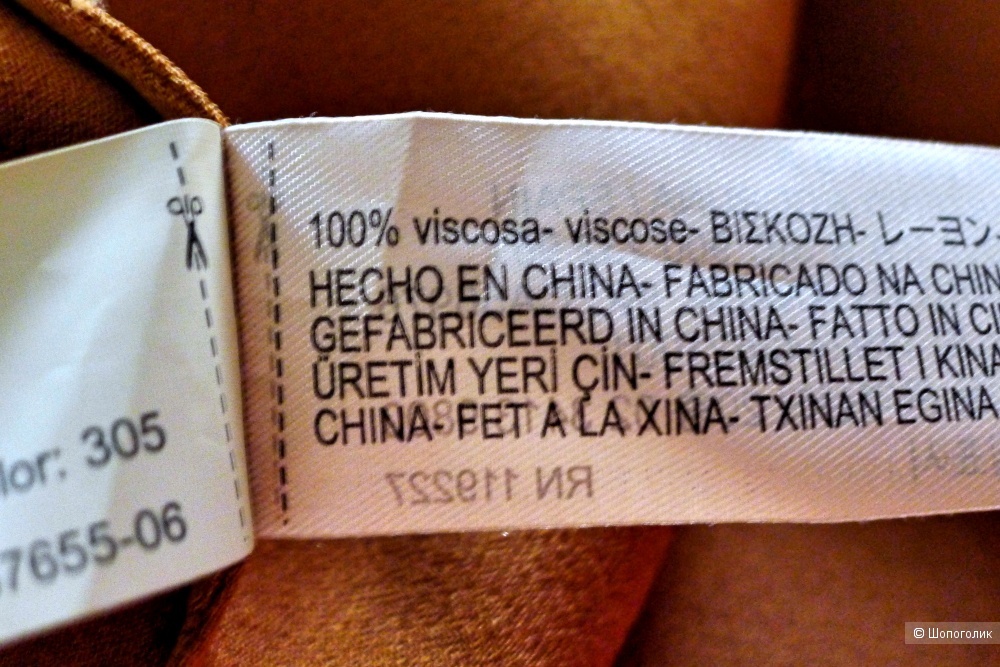 100% viscosa- viscose- ΒΙΣΚΟΖΗ- レーヨン-
HECHO EN CHINA- FABRICADO NA CHIN
GEFABRICEERD IN CHINA- FATTO IN CI
ÜRETİM YERİ ÇİN- FREMSTILLET I KINA
CHINA- FET A LA XINA- TXINAN EGINA
RN 119227
lor: 305
7655-06
© Шопоголик